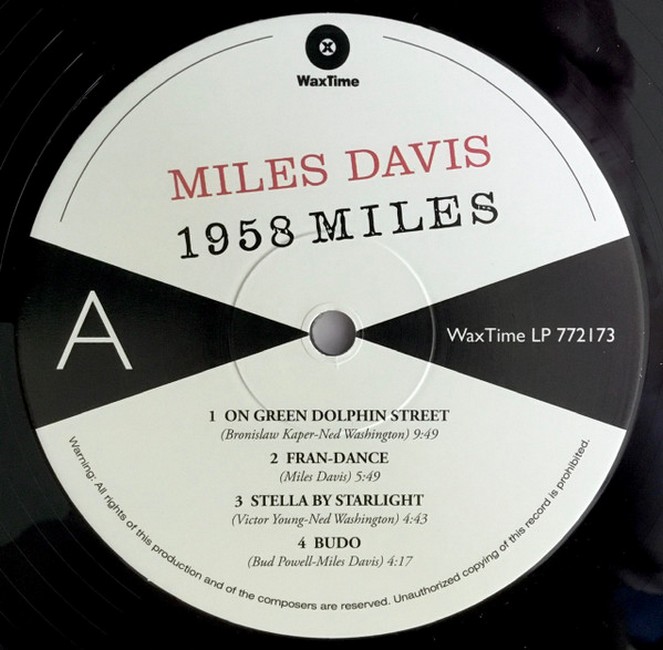 WaxTime
MILES DAVIS
1958 MILES
A
WaxTime LP 772173
1 ON GREEN DOLPHIN STREET
(Bronislaw Kaper-Ned Washington) 9:49
2 FRAN-DANCE
(Miles Davis) 5:49
3 STELLA BY STARLIGHT
(Victor Young-Ned Washington) 4:43
4 BUDO
(Bud Powell-Miles Davis) 4:17
Warning: All rights of this production and of the composers are reserved. Unauthorized copying of this record is prohibited.